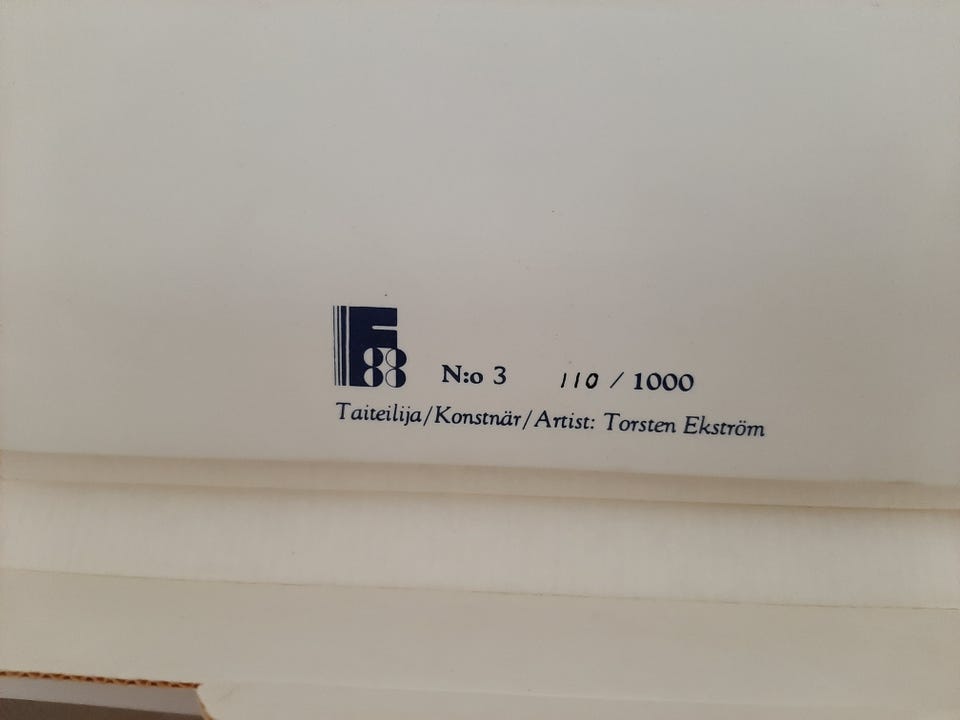 F88 N:o 3 110 / 1000
Taiteilija/Konstnär/Artist: Torsten Ekström